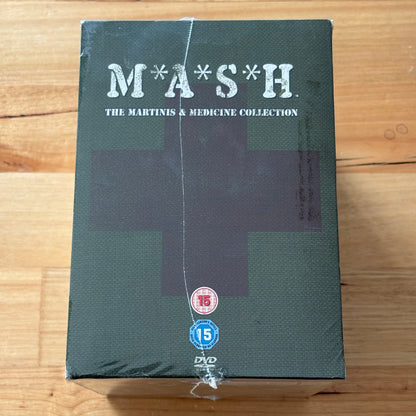 M*A*S*H
THE MARTINIS & MEDICINE COLLECTION
15
15
DVD